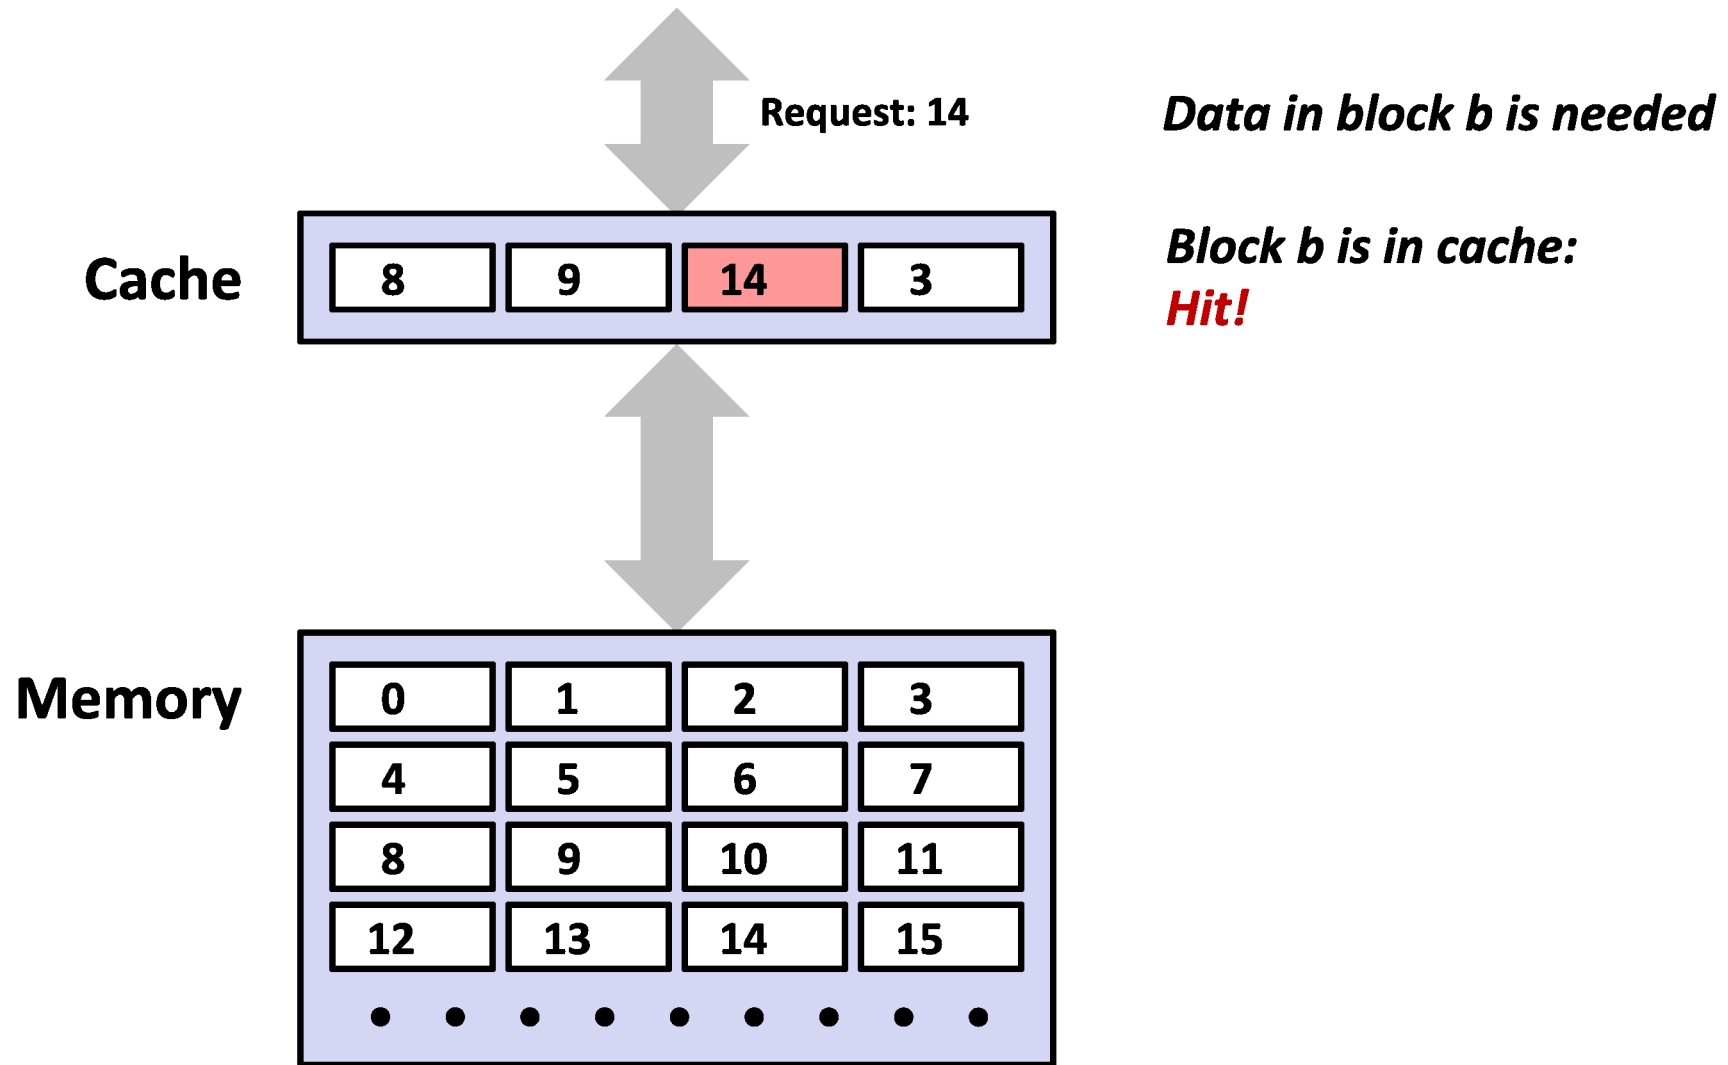 Request: 14
Data in block b is needed
Cache
8 9 14 3
Block b is in cache:
Hit!
Memory
0 1 2 3
4 5 6 7
8 9 10 11
12 13 14 15